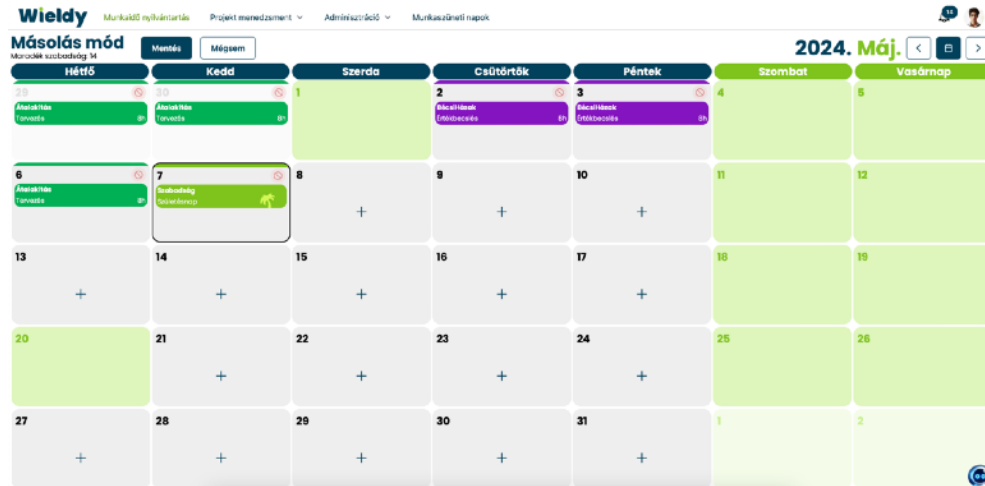 Wieldy Munkaidő nyilvántartás Projekt menedzsment Adminisztráció Munkaszüneti napok
Másolás mód Mentés Mégsem 2024. Máj.
Maradék szabadság: 14
Hétfő Kedd Szerda Csütörtök Péntek Szombat Vasárnap
29 30 1 2 3 4 5
Átalakítás Átalakítás Bécsi Házak Bécsi Házak
Tervezés 8h Tervezés 8h Értékbecslés 8h Értékbecslés 8h
6 7 8 9 10 11 12
Átalakítás Szabadság
Tervezés 8h
+ + +
13 14 15 16 17 18 19
+ + + + +
20 21 22 23 24 25 26
+ + + +
27 28 29 30 31 1 2
+ + + + +